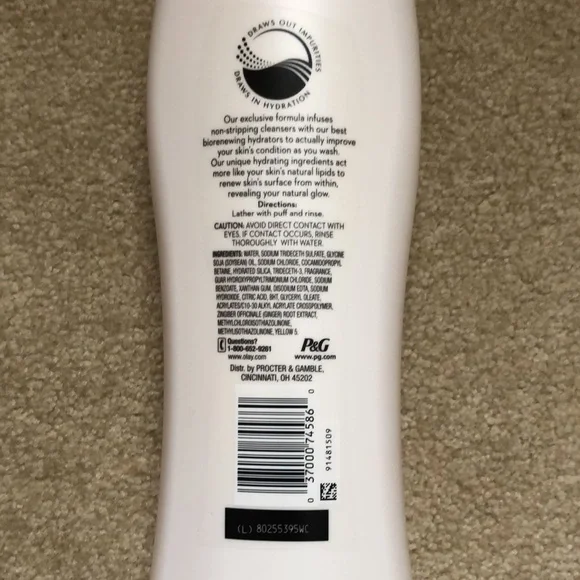 DRAWS OUT IMPURITIES
DRAWS IN HYDRATION
Our exclusive formula infuses
non-stripping cleansers with our best
biorenewing hydrators to actually improve
your skin's condition as you wash.
Our unique hydrating ingredients act
more like your skin's natural lipids to
renew skin's surface from within,
revealing your natural glow.
Directions:
Lather with puff and rinse.
CAUTION: AVOID DIRECT CONTACT WITH
EYES. IF CONTACT OCCURS, RINSE
THOROUGHLY WITH WATER.
INGREDIENTS: WATER, SODIUM TRIDECETH SULFATE, GLYCINE
SOJA (SOYBEAN) OIL, SODIUM CHLORIDE, COCAMIDOPROPYL
BETAINE, HYDRATED SILICA, TRIDECETH-3, FRAGRANCE,
GUAR HYDROXYPROPYLTRIMONIUM CHLORIDE, SODIUM
BENZOATE, XANTHAN GUM, DISODIUM EDTA, SODIUM
HYDROXIDE, CITRIC ACID, BHT, GLYCERYL OLEATE,
ACRYLATES/C10-30 ALKYL ACRYLATE CROSSPOLYMER,
ZINGIBER OFFICINALE (GINGER) ROOT EXTRACT,
METHYLCHLOROISOTHIAZOLINONE,
METHYLISOTHIAZOLINONE, YELLOW 5.
Questions?
1-800-652-9261
www.olay.com
P&G
www.pg.com
Distr. by PROCTER & GAMBLE,
CINCINNATI, OH 45202
0 37000 74586 0
91481509
(L) 80255395WC